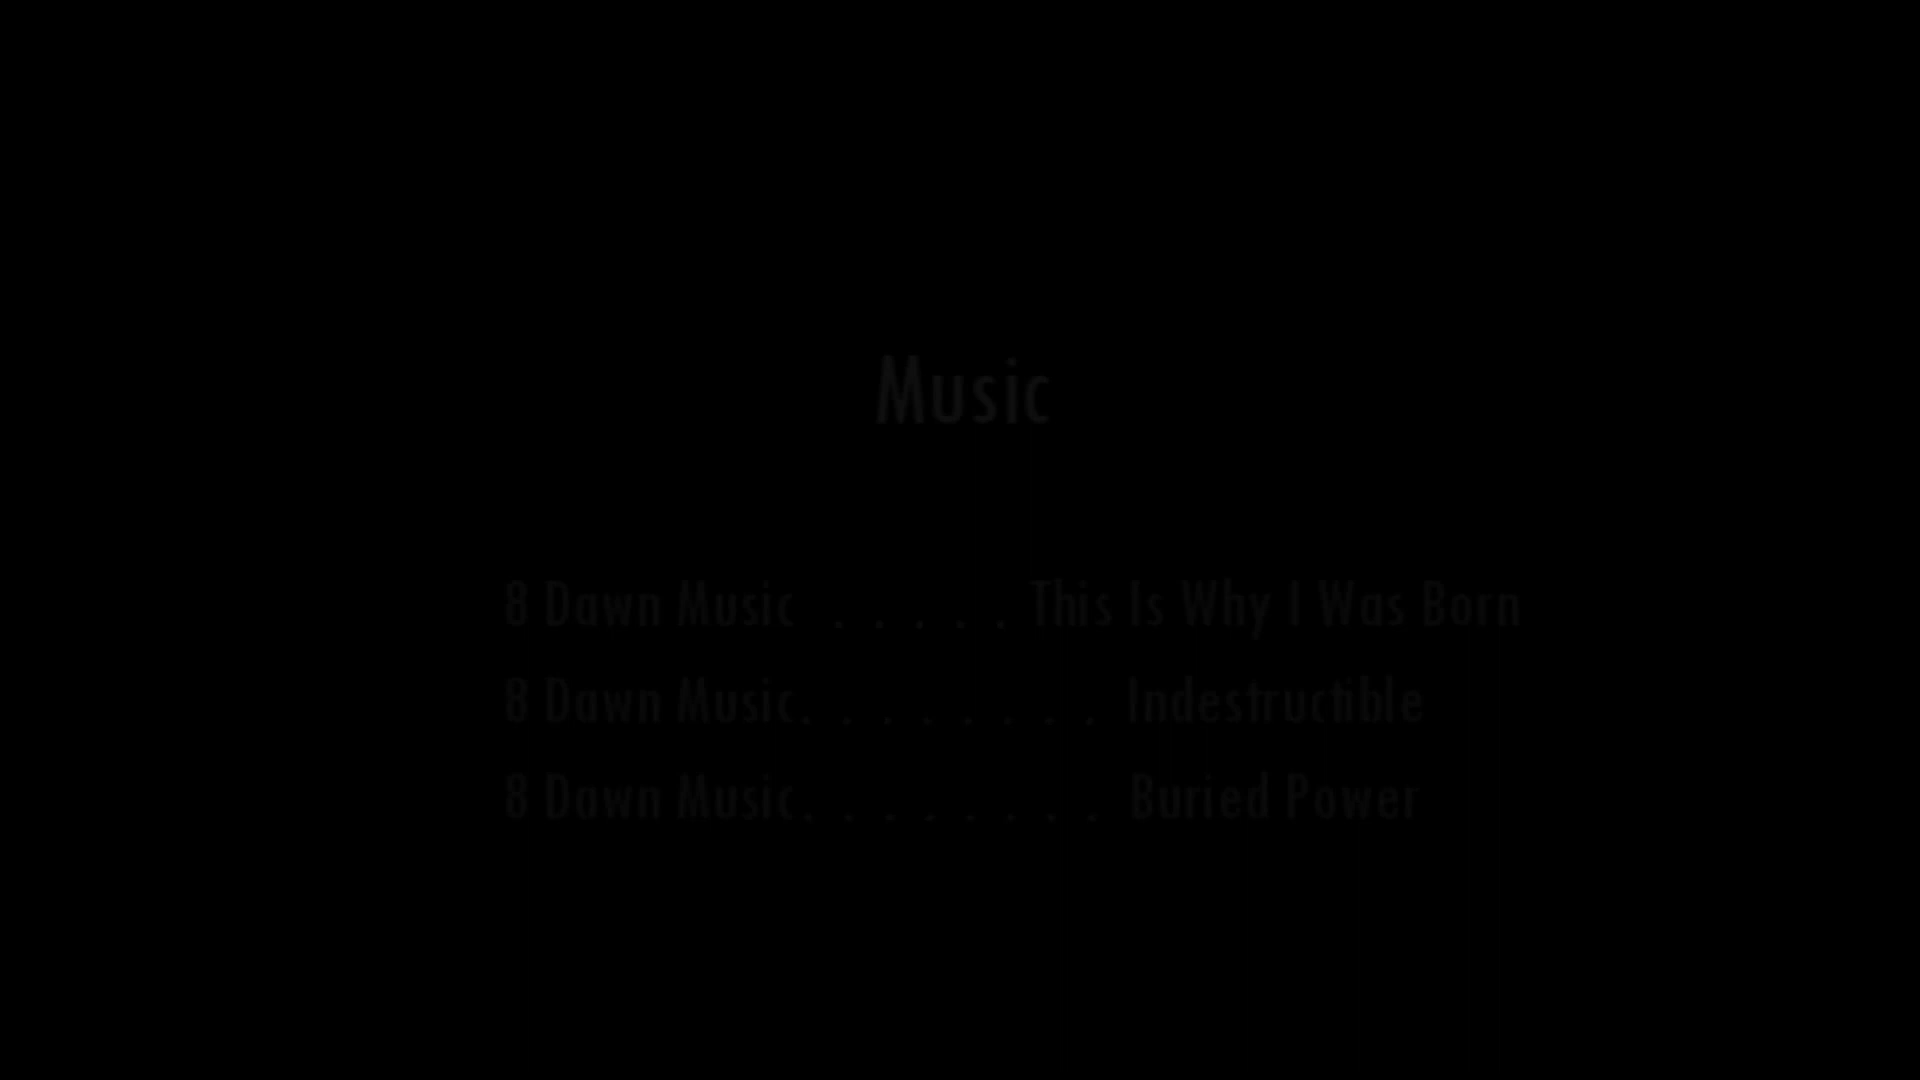 Music
8 Dawn Music . . . . . This Is Why I Was Born
8 Dawn Music . . . . . . . . Indestructible
8 Dawn Music . . . . . . . . Buried Power